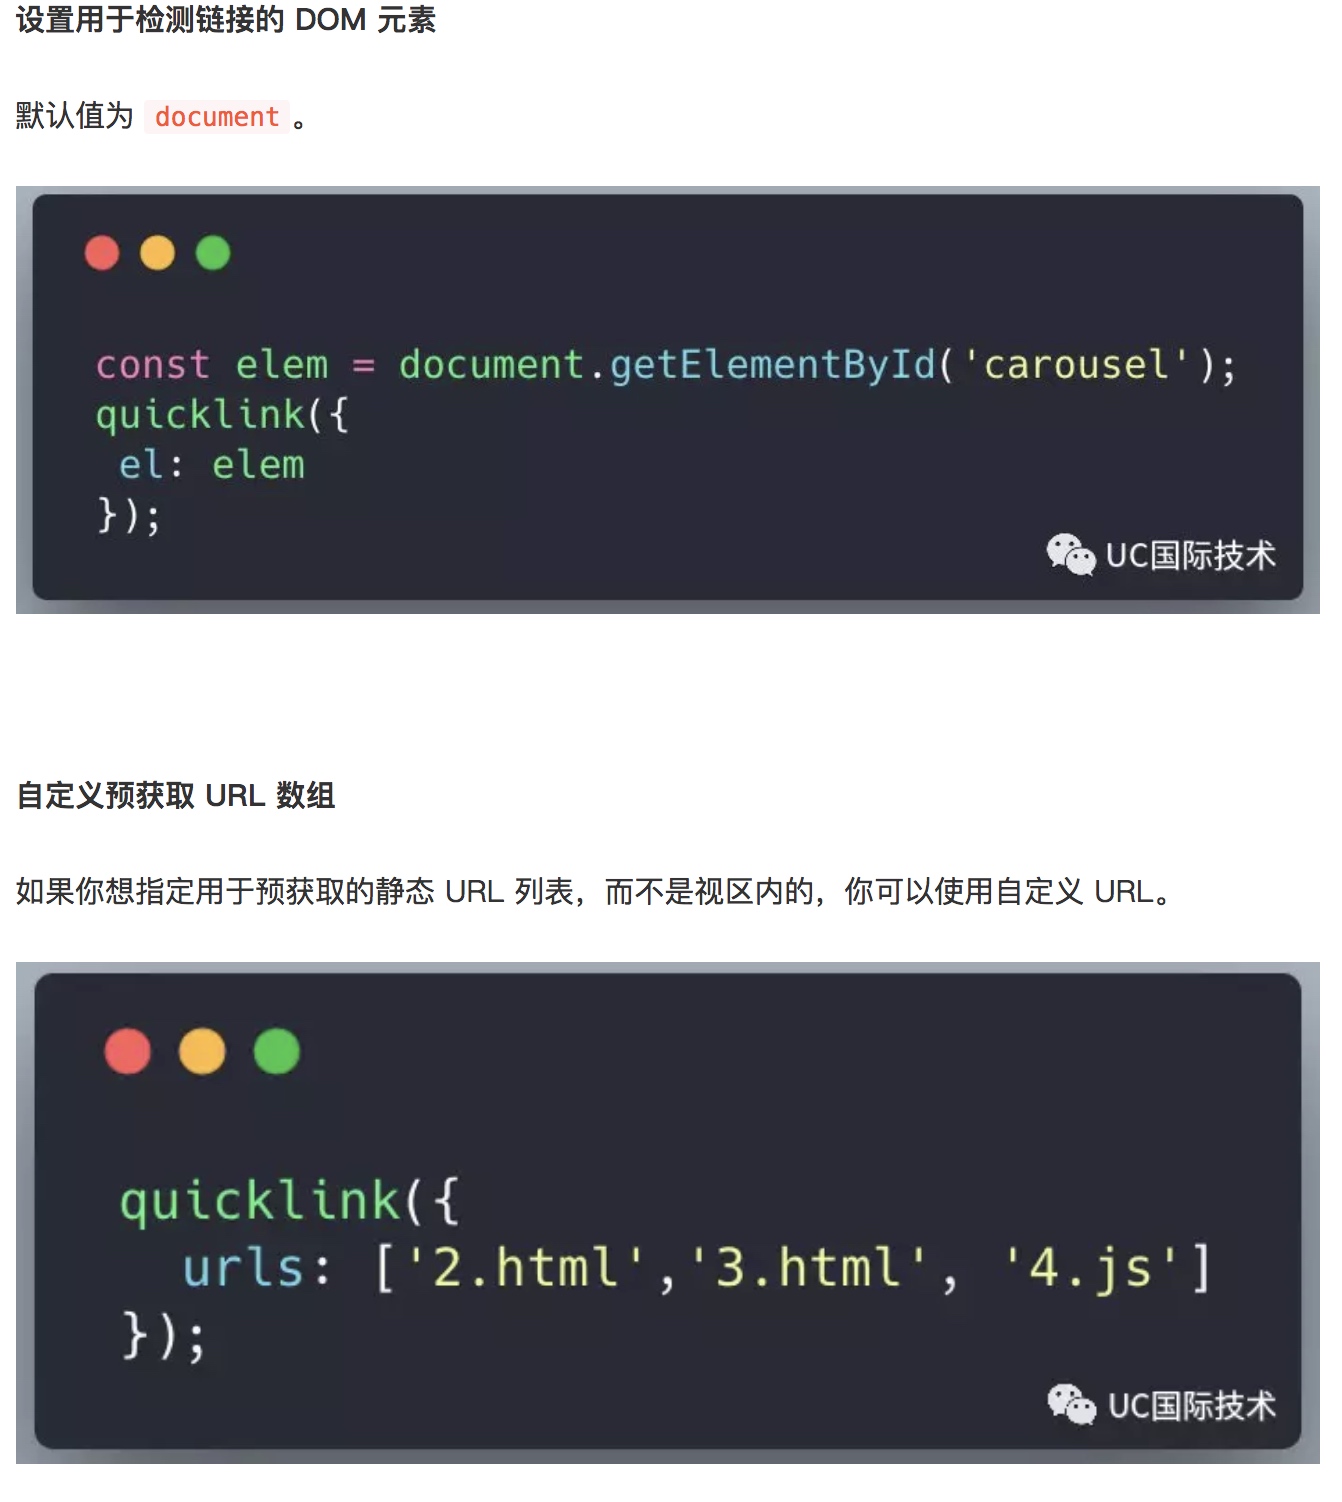 设置用于检测链接的 DOM 元素
默认值为 document 。
const elem = document.getElementById('carousel');
quicklink({
 el: elem
});
UC国际技术
自定义预获取 URL 数组
如果你想指定用于预获取的静态 URL 列表，而不是视区内的，你可以使用自定义 URL。
quicklink({
  urls: ['2.html','3.html', '4.js']
});
UC国际技术